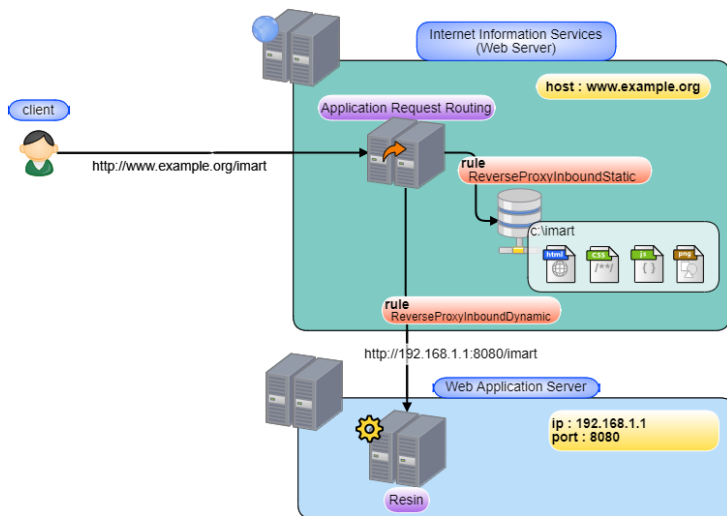 Internet Information Services
(Web Server)
host : www.example.org
client
Application Request Routing
http://www.example.org/imart
rule
ReverseProxyInboundStatic
c:\imart
html
CSS
/**/
js
{ }
png
rule
ReverseProxyInboundDynamic
http://192.168.1.1:8080/imart
Web Application Server
ip : 192.168.1.1
port : 8080
Resin